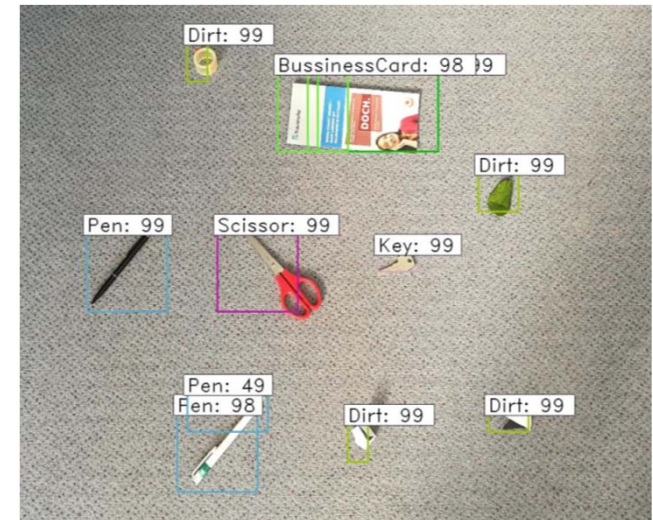 Dirt: 99
BussinessCard: 98 99
DOCH.
Dirt: 99
Pen: 99
Scissor: 99
Key: 99
Pen: 49
Pen: 98
Dirt: 99
Dirt: 99